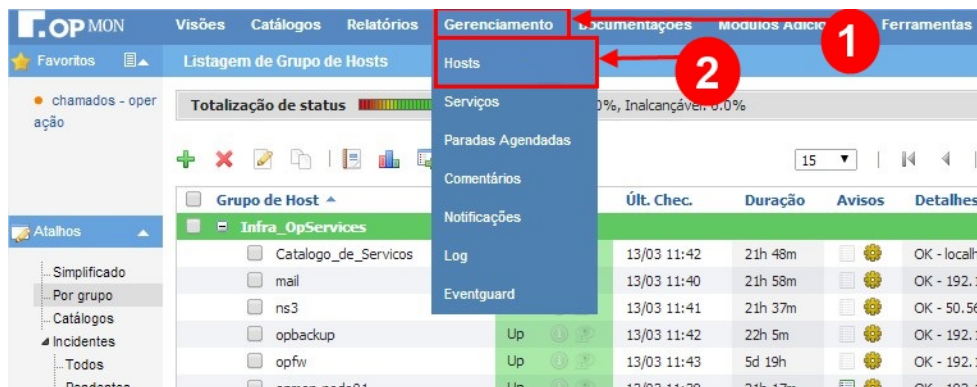 OPMON
Visões Catálogos Relatórios Gerenciamento Documentações Módulos Ferramentas
1
Favoritos
Listagem de Grupo de Hosts
Hosts
2
chamados - oper
ação
Totalização de status
0%, Inalcançável: 0.0%
Serviços
Paradas Agendadas
Comentários
Notificações
Log
Eventguard
15
Grupo de Host Últ. Chec. Duração Avisos Detalhes
Atalhos
Infra_OpServices
Simplificado
Por grupo
Catálogos
Incidentes
Todos
Catalogo_de_Servicos 13/03 11:42 21h 48m OK - localh
mail 13/03 11:40 21h 58m OK - 192.
ns3 13/03 11:41 21h 37m OK - 50.56
opbackup Up 13/03 11:42 22h 5m OK - 192.
opfw Up 13/03 11:43 5d 19h OK - 192.